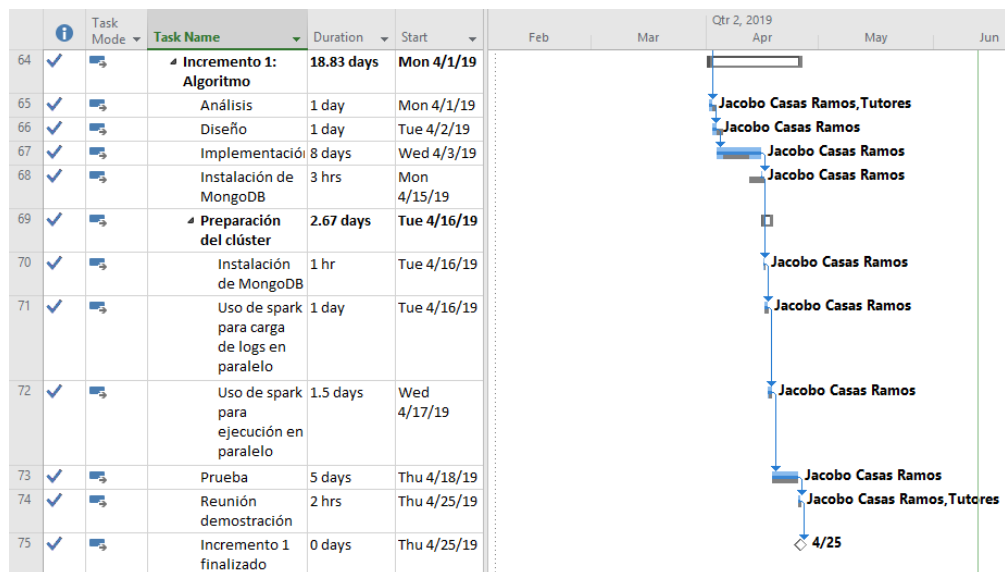 Qtr 2, 2019
Task Mode Task Name Duration Start Feb Mar Apr May Jun
64 Incremento 1: Algoritmo 18.83 days Mon 4/1/19
65 Análisis 1 day Mon 4/1/19 Jacobo Casas Ramos,Tutores
66 Diseño 1 day Tue 4/2/19 Jacobo Casas Ramos
67 Implementación 8 days Wed 4/3/19 Jacobo Casas Ramos
68 Instalación de MongoDB 3 hrs Mon 4/15/19 Jacobo Casas Ramos
69 Preparación del clúster 2.67 days Tue 4/16/19
70 Instalación de MongoDB 1 hr Tue 4/16/19 Jacobo Casas Ramos
71 Uso de spark para carga de logs en paralelo 1 day Tue 4/16/19 Jacobo Casas Ramos
72 Uso de spark para ejecución en paralelo 1.5 days Wed 4/17/19 Jacobo Casas Ramos
73 Prueba 5 days Thu 4/18/19 Jacobo Casas Ramos
74 Reunión demostración 2 hrs Thu 4/25/19 Jacobo Casas Ramos,Tutores
75 Incremento 1 finalizado 0 days Thu 4/25/19 4/25